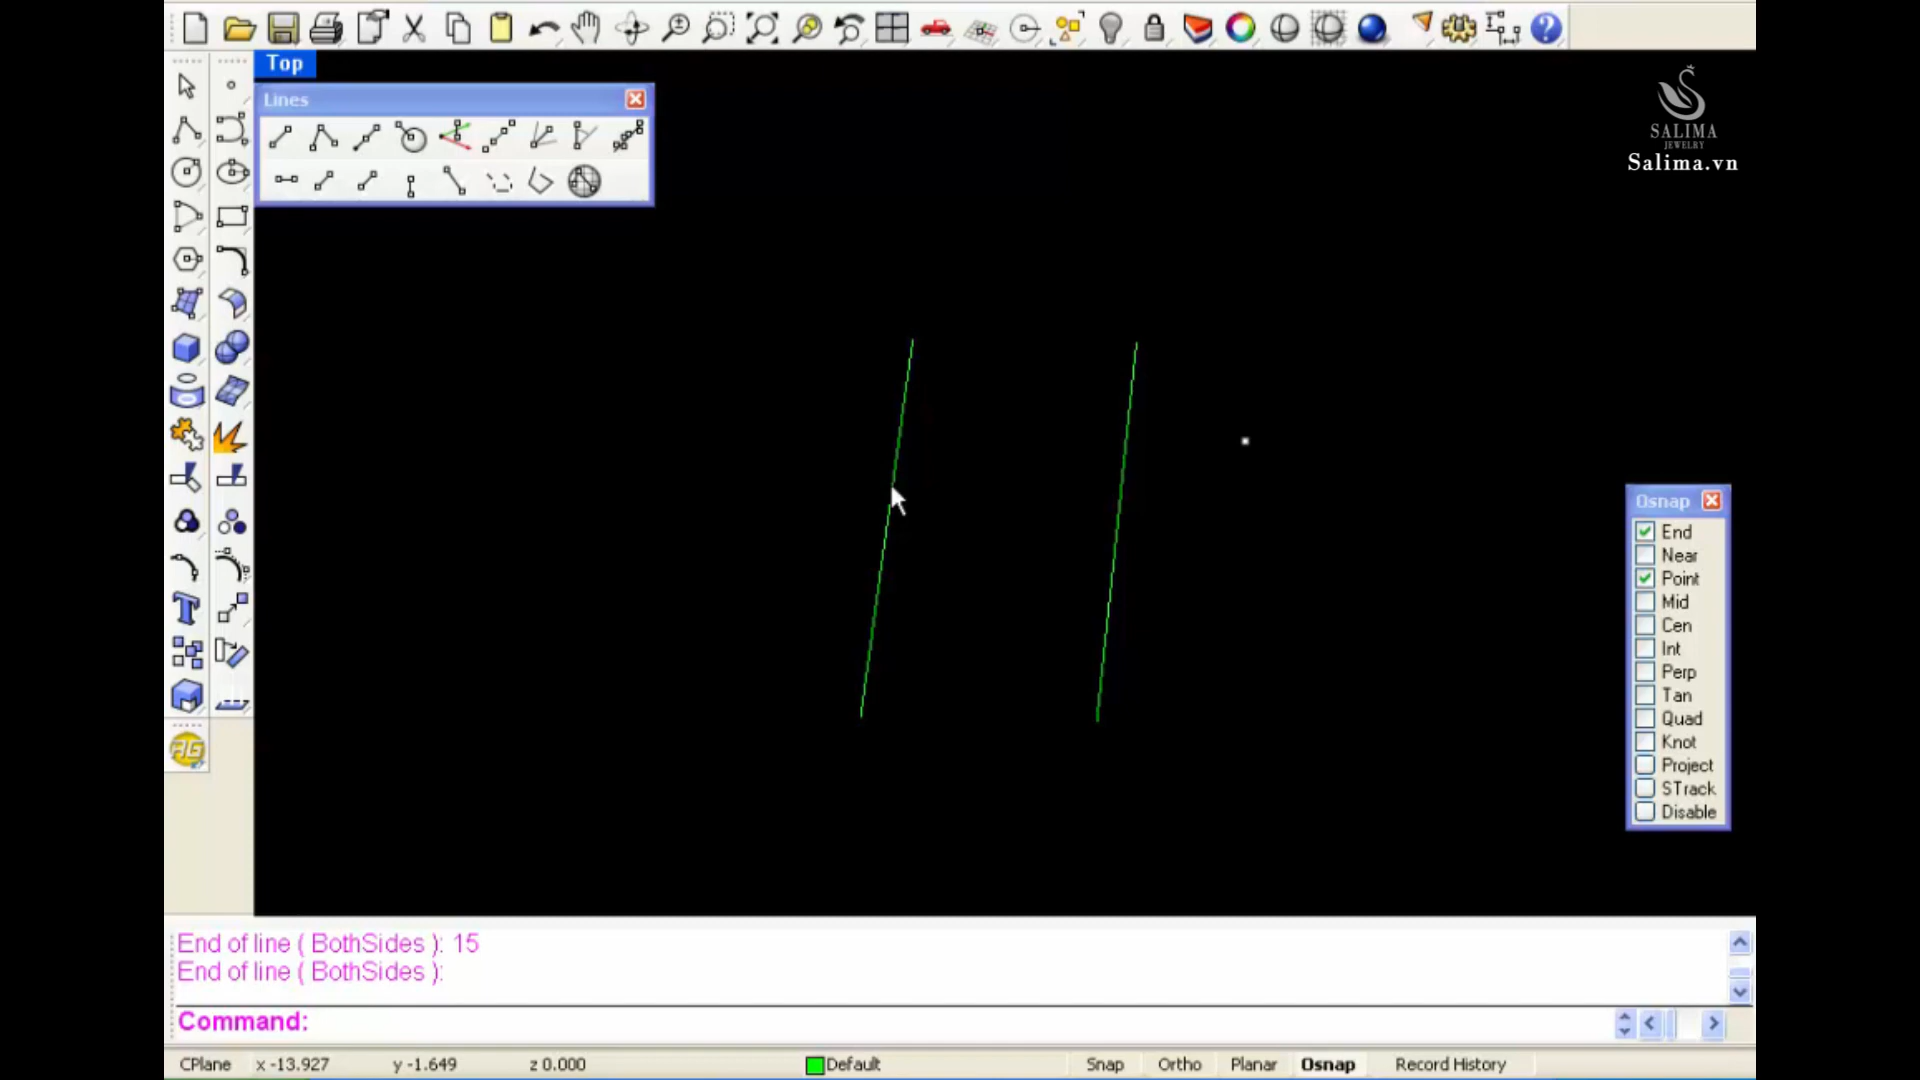 Top
Lines
SALIMA
JEWELRY
Salima.vn
Osnap
End
Near
Point
Mid
Cen
Int
Perp
Tan
Quad
Knot
Project
STrack
Disable
End of line ( BothSides ): 15
End of line ( BothSides ):
Command:
CPlane x -13.927 y -1.649 z 0.000 Default Snap Ortho Planar Osnap Record History